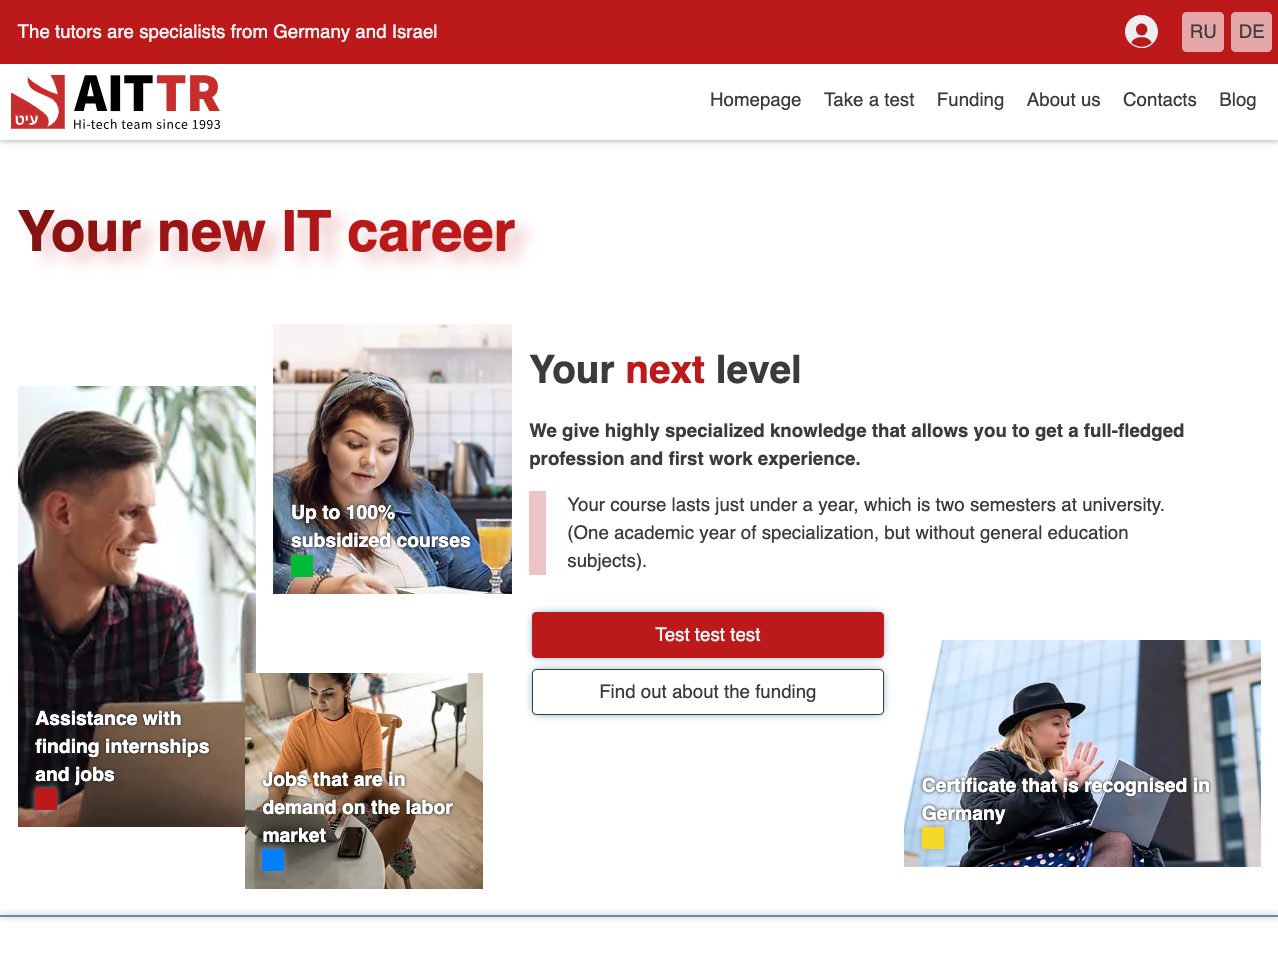 The tutors are specialists from Germany and Israel
RU
DE
עיט
AITTR
Hi-tech team since 1993
Homepage
Take a test
Funding
About us
Contacts
Blog
Your new IT career
Up to 100%
subsidized courses
Assistance with
finding internships
and jobs
Jobs that are in
demand on the labor
market
Your next level
We give highly specialized knowledge that allows you to get a full-fledged
profession and first work experience.
Your course lasts just under a year, which is two semesters at university.
(One academic year of specialization, but without general education
subjects).
Test test test
Find out about the funding
Certificate that is recognised in
Germany